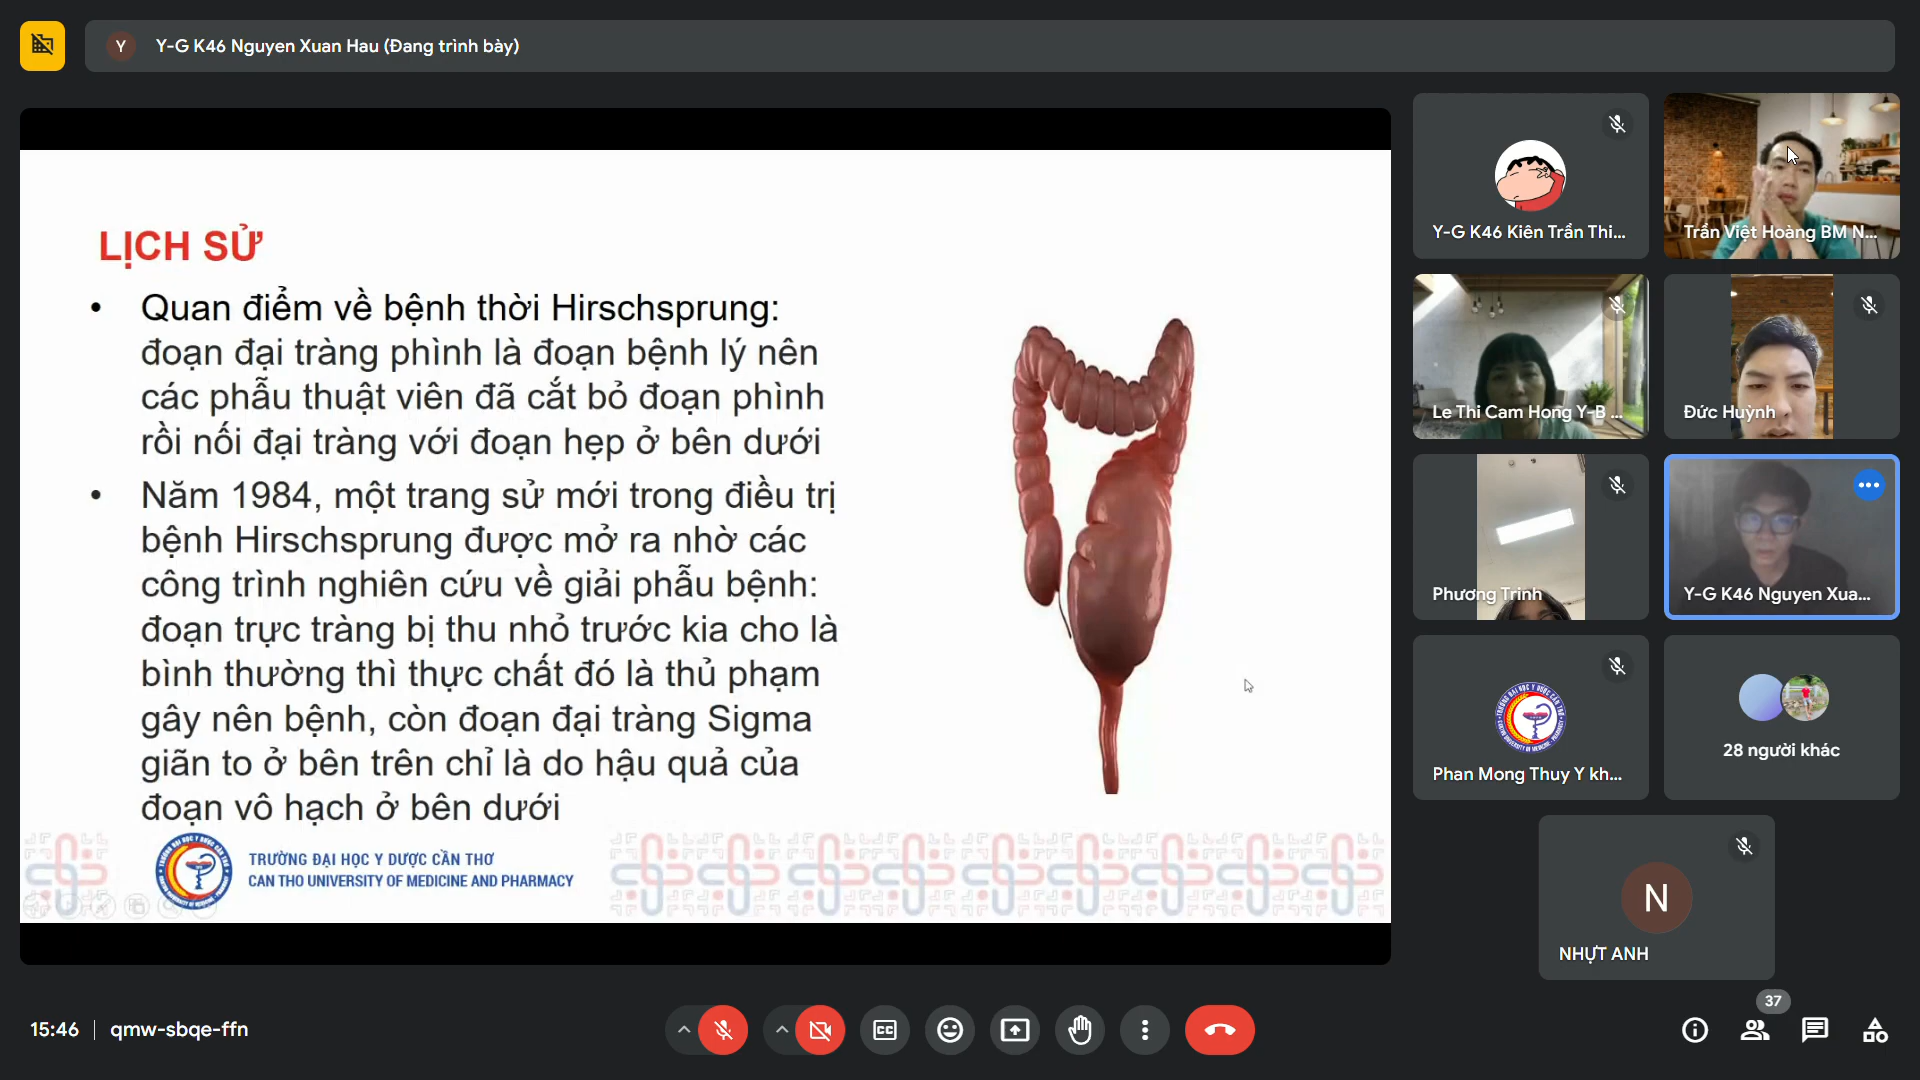 Y
Y-G K46 Nguyen Xuan Hau (Đang trình bày)
LỊCH SỬ
• Quan điểm về bệnh thời Hirschsprung:
đoạn đại tràng phình là đoạn bệnh lý nên
các phẫu thuật viên đã cắt bỏ đoạn phình
rồi nối đại tràng với đoạn hẹp ở bên dưới
• Năm 1984, một trang sử mới trong điều trị
bệnh Hirschsprung được mở ra nhờ các
công trình nghiên cứu về giải phẫu bệnh:
đoạn trực tràng bị thu nhỏ trước kia cho là
bình thường thì thực chất đó là thủ phạm
gây nên bệnh, còn đoạn đại tràng Sigma
giãn to ở bên trên chỉ là do hậu quả của
đoạn vô hạch ở bên dưới
TRƯỜNG ĐẠI HỌC Y DƯỢC CẦN THƠ
CAN THO UNIVERSITY OF MEDICINE AND PHARMACY
Y-G K46 Kiên Trần Thi...
Trần Việt Hoàng BM N...
Le Thi Cam Hong Y-B ...
Đức Huỳnh
Phương Trinh
Y-G K46 Nguyen Xua...
Phan Mong Thuy Y kh...
28 người khác
N
NHỰT ANH
15:46 | qmw-sbqe-ffn
CC
37